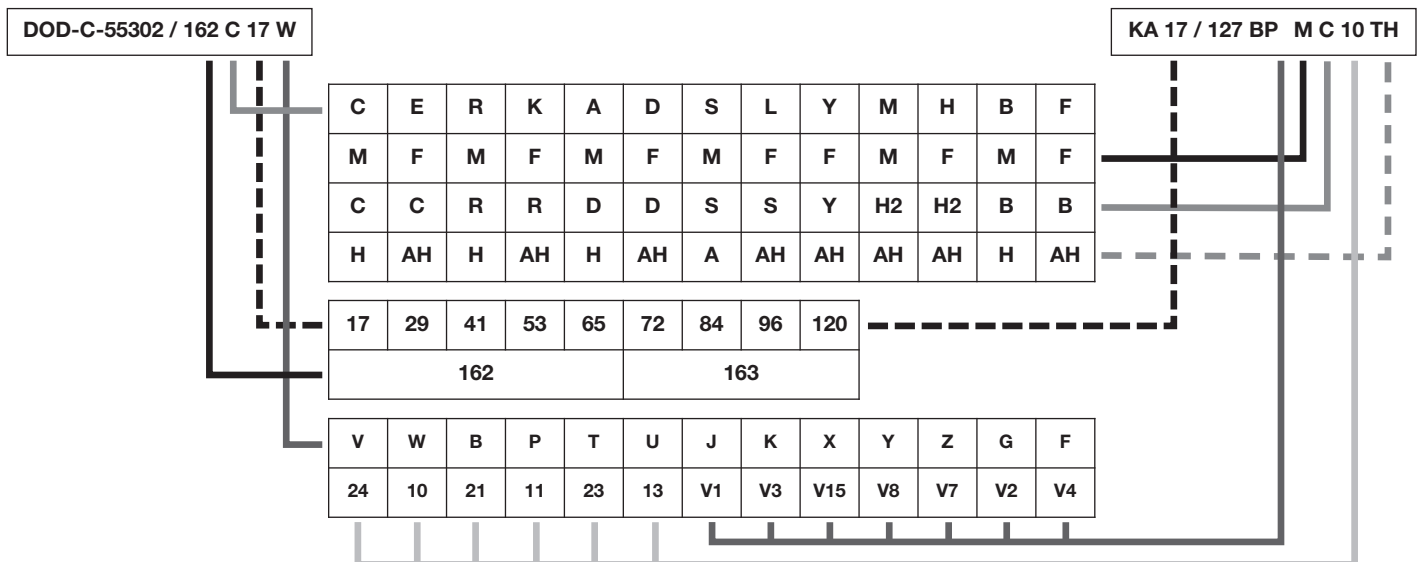 DOD-C-55302 / 162 C 17 W
KA 17 / 127 BP M C 10 TH
C E R K A D S L Y M H B F
M F M F M F M F F M F M F
C C R R D D S S Y H2 H2 B B
H AH H AH H AH A AH AH AH AH H AH
17 29 41 53 65 72 84 96 120
162 163
V W B P T U J K X Y Z G F
24 10 21 11 23 13 V1 V3 V15 V8 V7 V2 V4